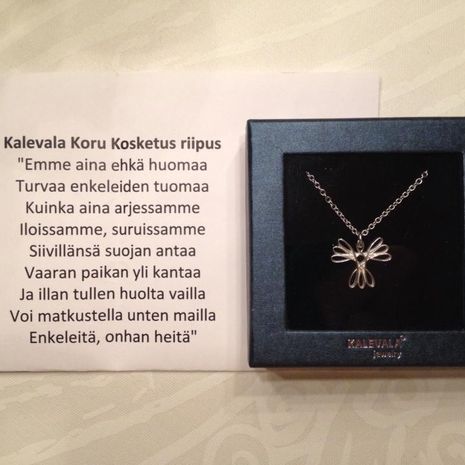 Kalevala Koru Kosketus riipus
"Emme aina ehkä huomaa
Turvaa enkeleiden tuomaa
Kuinka aina arjessamme
Iloissamme, suruissamme
Siivillänsä suojan antaa
Vaaran paikan yli kantaa
Ja illan tullen huolta vailla
Voi matkustella unten mailla
Enkeleitä, onhan heitä"
KALEVALA
jewelry